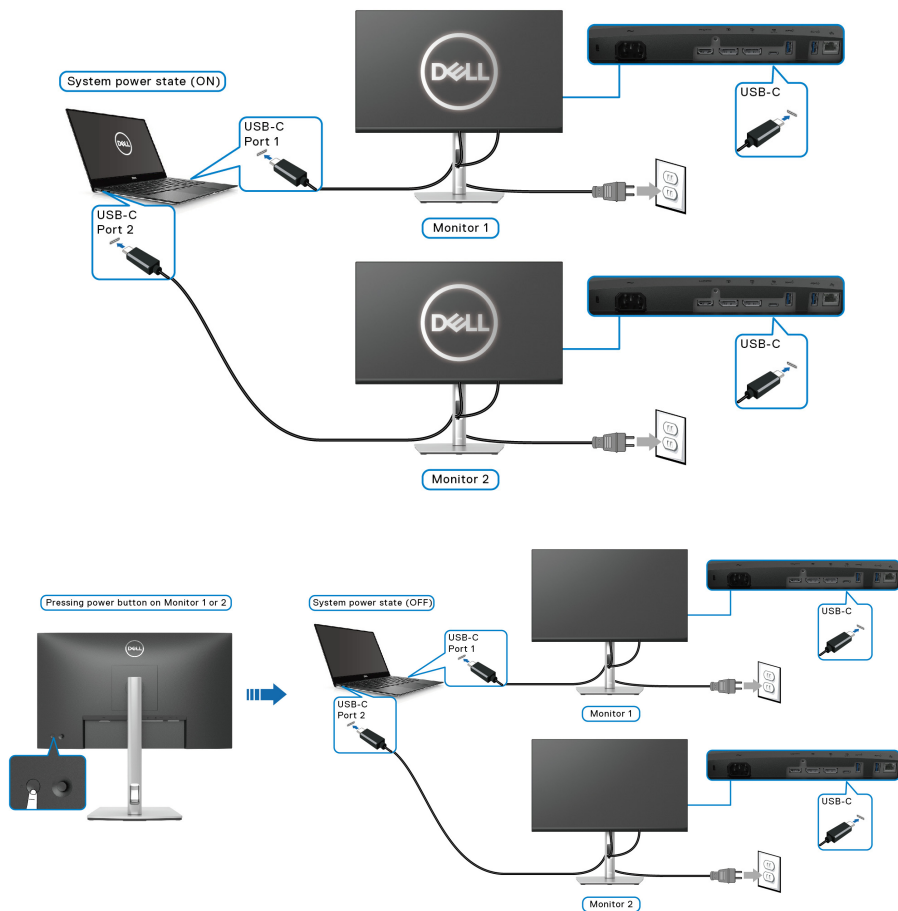 System power state (ON)
DELL
USB-C
Port 1
DELL
USB-C
Monitor 1
USB-C
Port 2
DELL
USB-C
Monitor 2
Pressing power button on Monitor 1 or 2
DELL
System power state (OFF)
USB-C
Port 1
USB-C
Monitor 1
USB-C
Port 2
USB-C
Monitor 2